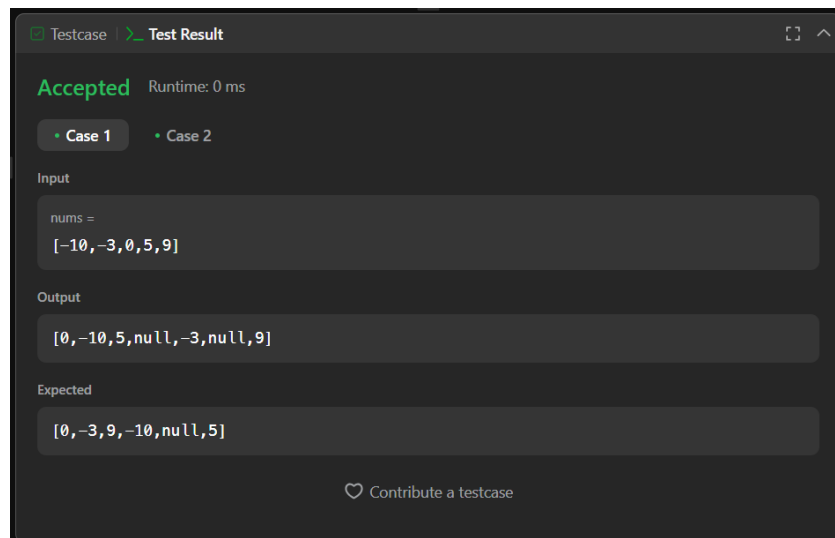 Testcase >_ Test Result
Accepted Runtime: 0 ms
• Case 1 • Case 2
Input
nums =
[-10,-3,0,5,9]
Output
[0,-10,5,null,-3,null,9]
Expected
[0,-3,9,-10,null,5]
Contribute a testcase